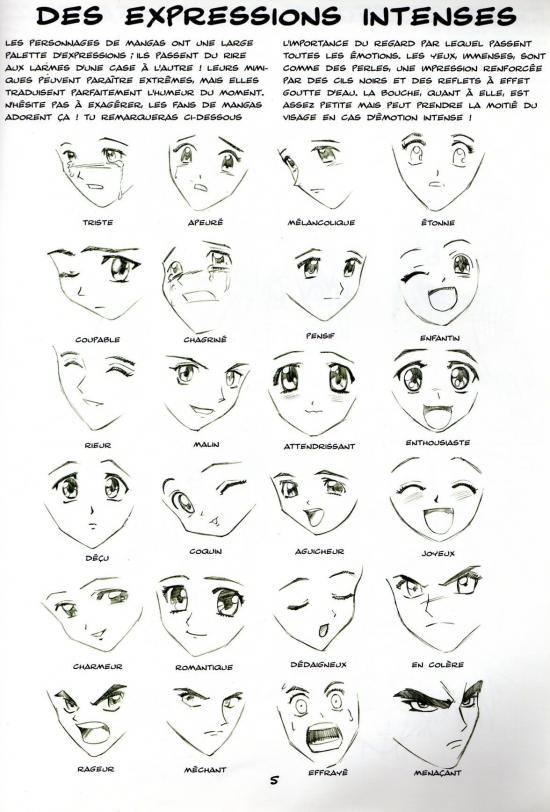 DES EXPRESSIONS INTENSES
LES PERSONNAGES DE MANGAS ONT UNE LARGE
PALETTE D'EXPRESSIONS ; ILS PASSENT DU RIRE
AUX LARMES D'UNE CASE À L'AUTRE ! LEURS MIMI-
QUES PEUVENT PARAÎTRE EXTRÊMES, MAIS ELLES
TRADUISENT PARFAITEMENT L'HUMEUR DU MOMENT.
N'HÉSITE PAS À EXAGÉRER, LES FANS DE MANGAS
ADORENT ÇA ! TU REMARQUERAS CI-DESSOUS
L'IMPORTANCE DU REGARD PAR LEQUEL PASSENT
TOUTES LES ÉMOTIONS. LES YEUX, IMMENSES, SONT
COMME DES PERLES, UNE IMPRESSION RENFORCÉE
PAR DES CILS NOIRS ET DES REFLETS À EFFET
GOUTTE D'EAU. LA BOUCHE, QUANT À ELLE, EST
ASSEZ PETITE MAIS PEUT PRENDRE LA MOITIÉ DU
VISAGE EN CAS D'ÉMOTION INTENSE !
TRISTE
APEURÉ
MÉLANCOLIQUE
ÉTONNE
COUPABLE
CHAGRINÉ
PENSIF
ENFANTIN
RIEUR
MALIN
ATTENDRISSANT
ENTHOUSIASTE
DÉÇU
COQUIN
AGUICHEUR
JOYEUX
CHARMEUR
ROMANTIQUE
DÉDAIGNEUX
EN COLÈRE
RAGEUR
MÉCHANT
EFFRAYÉ
MENAÇANT
5